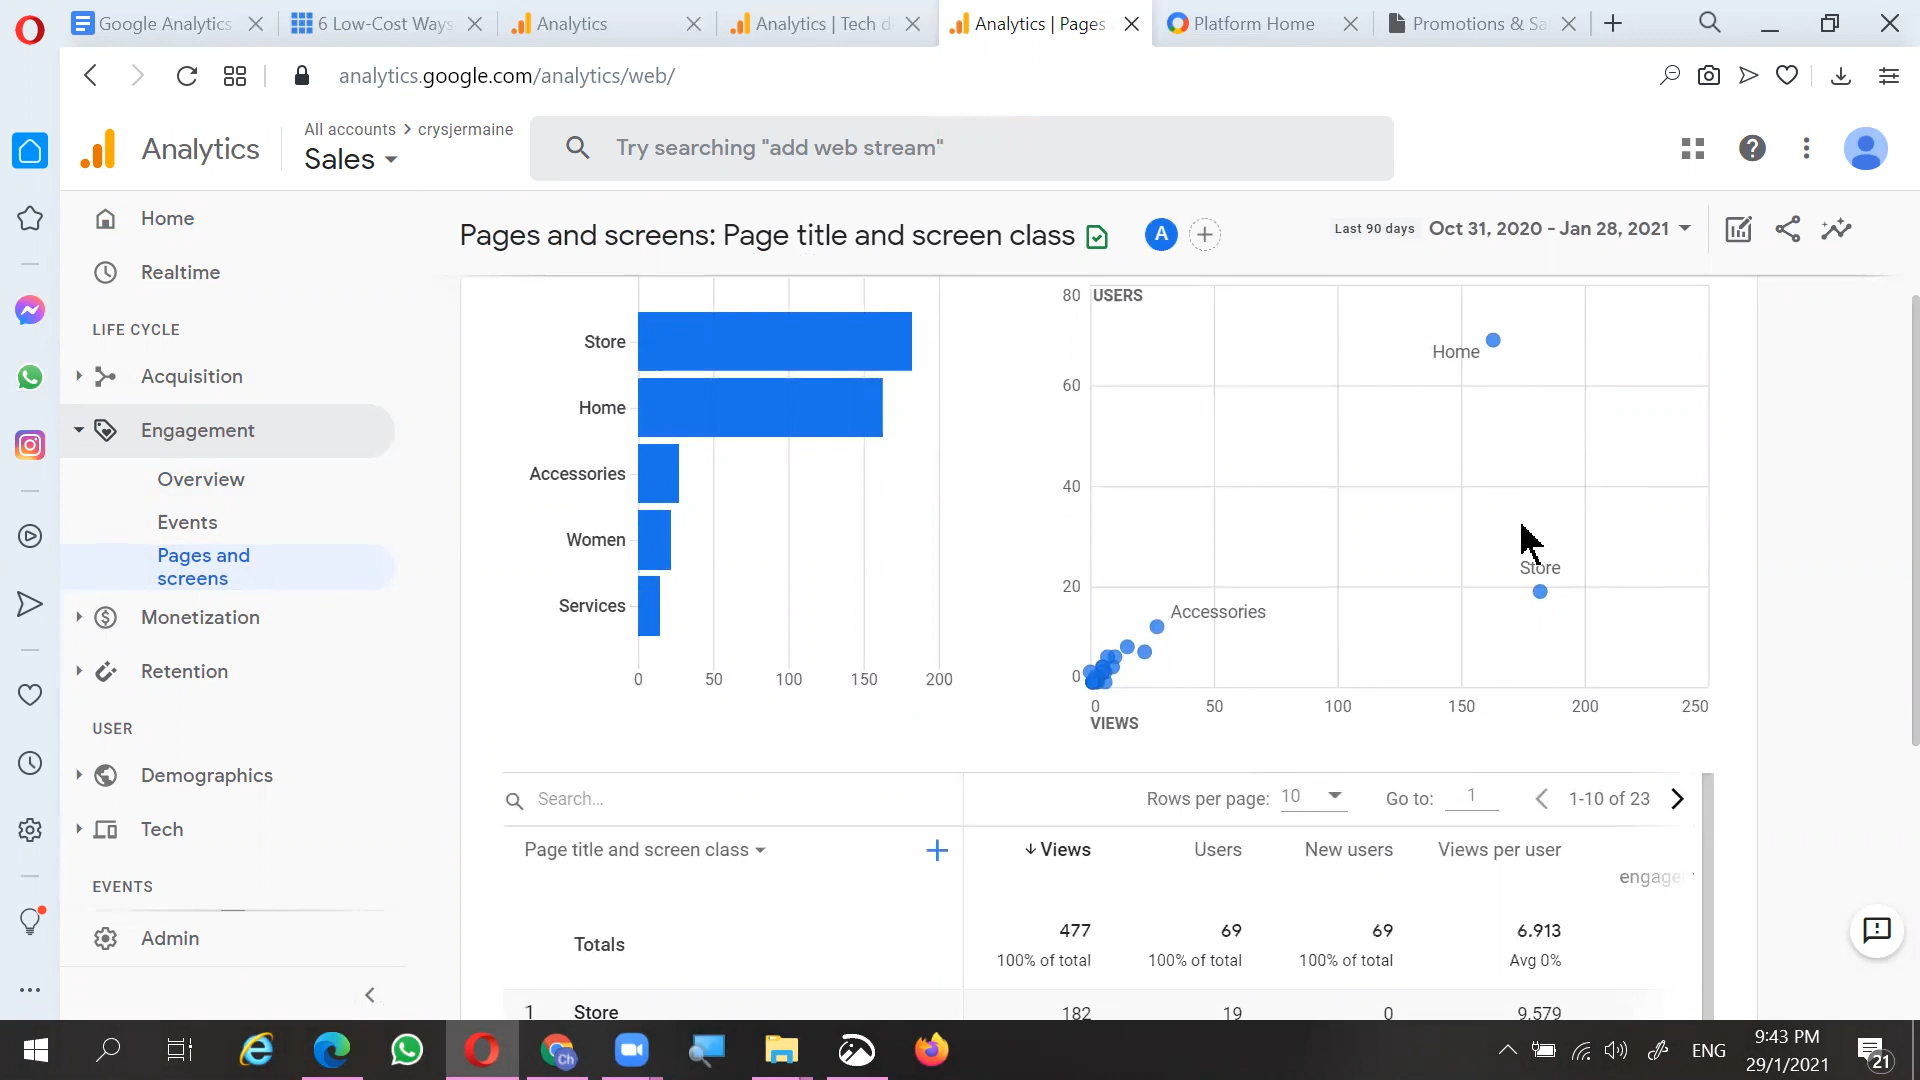 Google Analytics
6 Low-Cost Ways
Analytics
Analytics | Tech d
Analytics | Pages
Platform Home
Promotions & Sa
analytics.google.com/analytics/web/
Analytics
All accounts > crysjermaine
Sales
Try searching "add web stream"
Home
Realtime
LIFE CYCLE
Acquisition
Engagement
Overview
Events
Pages and
screens
Monetization
Retention
USER
Demographics
Tech
EVENTS
Admin
Pages and screens: Page title and screen class
A
Last 90 days
Oct 31, 2020 - Jan 28, 2021
Store
Home
Accessories
Women
Services
0 50 100 150 200
80 USERS
60
40
20
0
Home
Store
Accessories
0 50 100 150 200 250
VIEWS
Search...
Rows per page: 10
Go to: 1
1-10 of 23
Page title and screen class
Views Users New users Views per user
engage
Totals
477 69 69 6.913
100% of total 100% of total 100% of total Avg 0%
1 Store 182 19 0 9.579
Ch
ENG
9:43 PM
29/1/2021
21